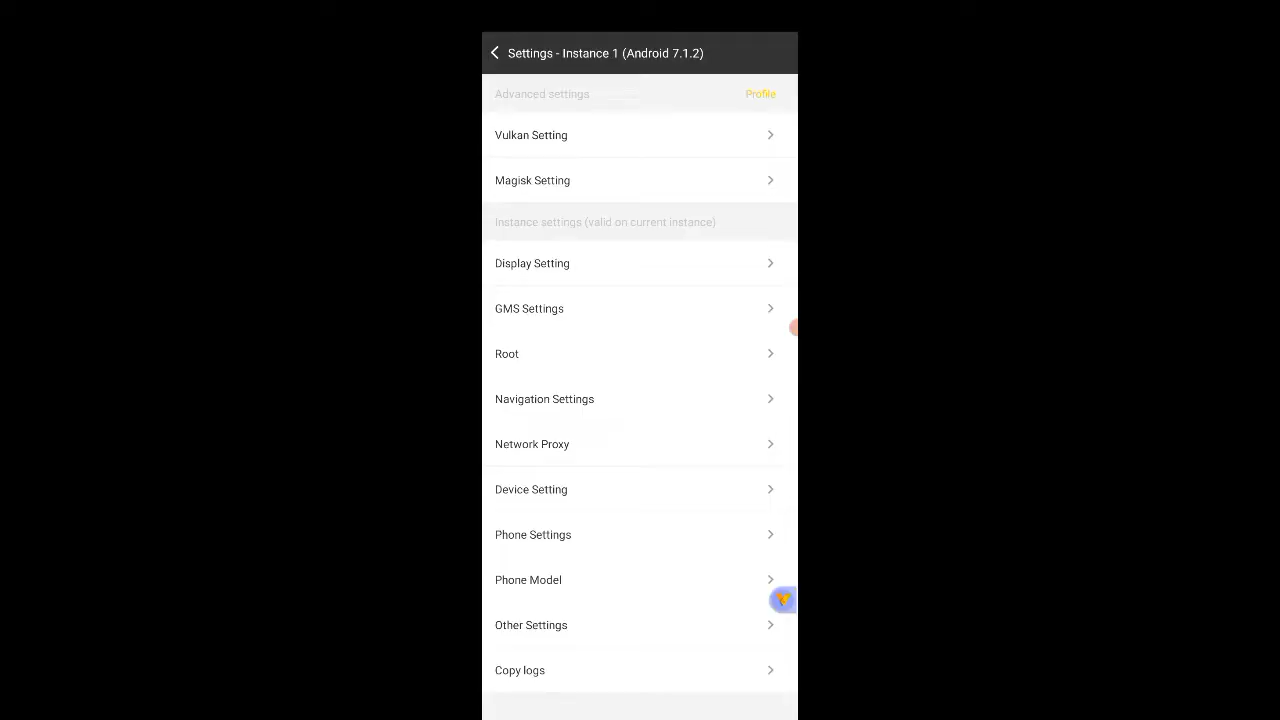 Settings - Instance 1 (Android 7.1.2)
Advanced settings Profile
Vulkan Setting
Magisk Setting
Instance settings (valid on current instance)
Display Setting
GMS Settings
Root
Navigation Settings
Network Proxy
Device Setting
Phone Settings
Phone Model
Other Settings
Copy logs